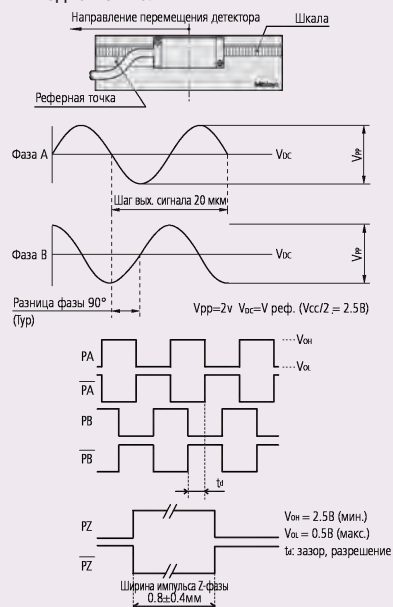 Направление перемещения детектора
Шкала
Mitutoyo
Реферная точка
Фаза А
VDC
VPP
Шаг вых. сигнала 20 мкм
Фаза В
VDC
VPP
Разница фазы 90°
(Тур)
Vpp=2v VDC=V реф. (Vcc/2 = 2.5В)
PA
VOH
PA
VOL
PB
PB
td
PZ
VOH = 2.5В (мин.)
VOL = 0.5В (макс.)
td: зазор, разрешение
PZ
Ширина импульса Z-фазы
0.8±0.4мм